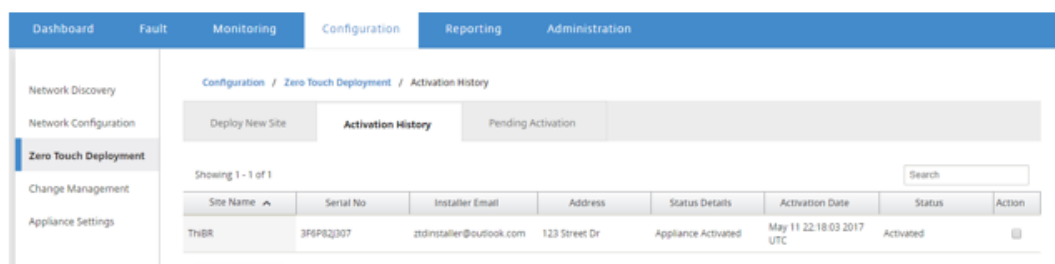 Dashboard Fault Monitoring Configuration Reporting Administration
Network Discovery
Network Configuration
Zero Touch Deployment
Change Management
Appliance Settings
Configuration / Zero Touch Deployment / Activation History
Deploy New Site Activation History Pending Activation
Showing 1 - 1 of 1
Search
Site Name Serial No Installer Email Address Status Details Activation Date Status Action
ThiBR 3F6P82J307 ztdinstaller@outlook.com 123 Street Dr Appliance Activated May 11 22:18:03 2017 Activated
UTC